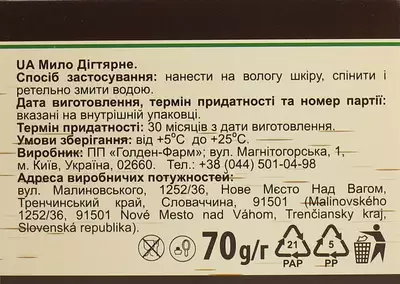 UA Мило Дігтярне.
Спосіб застосування: нанести на вологу шкіру, спінити і
ретельно змити водою.
Дата виготовлення, термін придатності та номер партії:
вказані на внутрішній упаковці.
Термін придатності: 30 місяців з дати виготовлення.
Умови зберігання: від +5°C до +25°C.
Виробник: ПП «Голден-Фарм»; вул. Магнітогорська, 1,
м. Київ, Україна, 02660. Тел.: +38 (044) 501-04-98
Адреса виробничих потужностей:
вул. Малиновського, 1252/36, Нове Мєсто Над Вагом,
Тренчинський край, Словаччина, 91501 (Malinovského
1252/36, 91501 Nové Mesto nad Váhom, Trenčiansky kraj,
Slovenská republika).
70g/г
21
PAP
5
PP